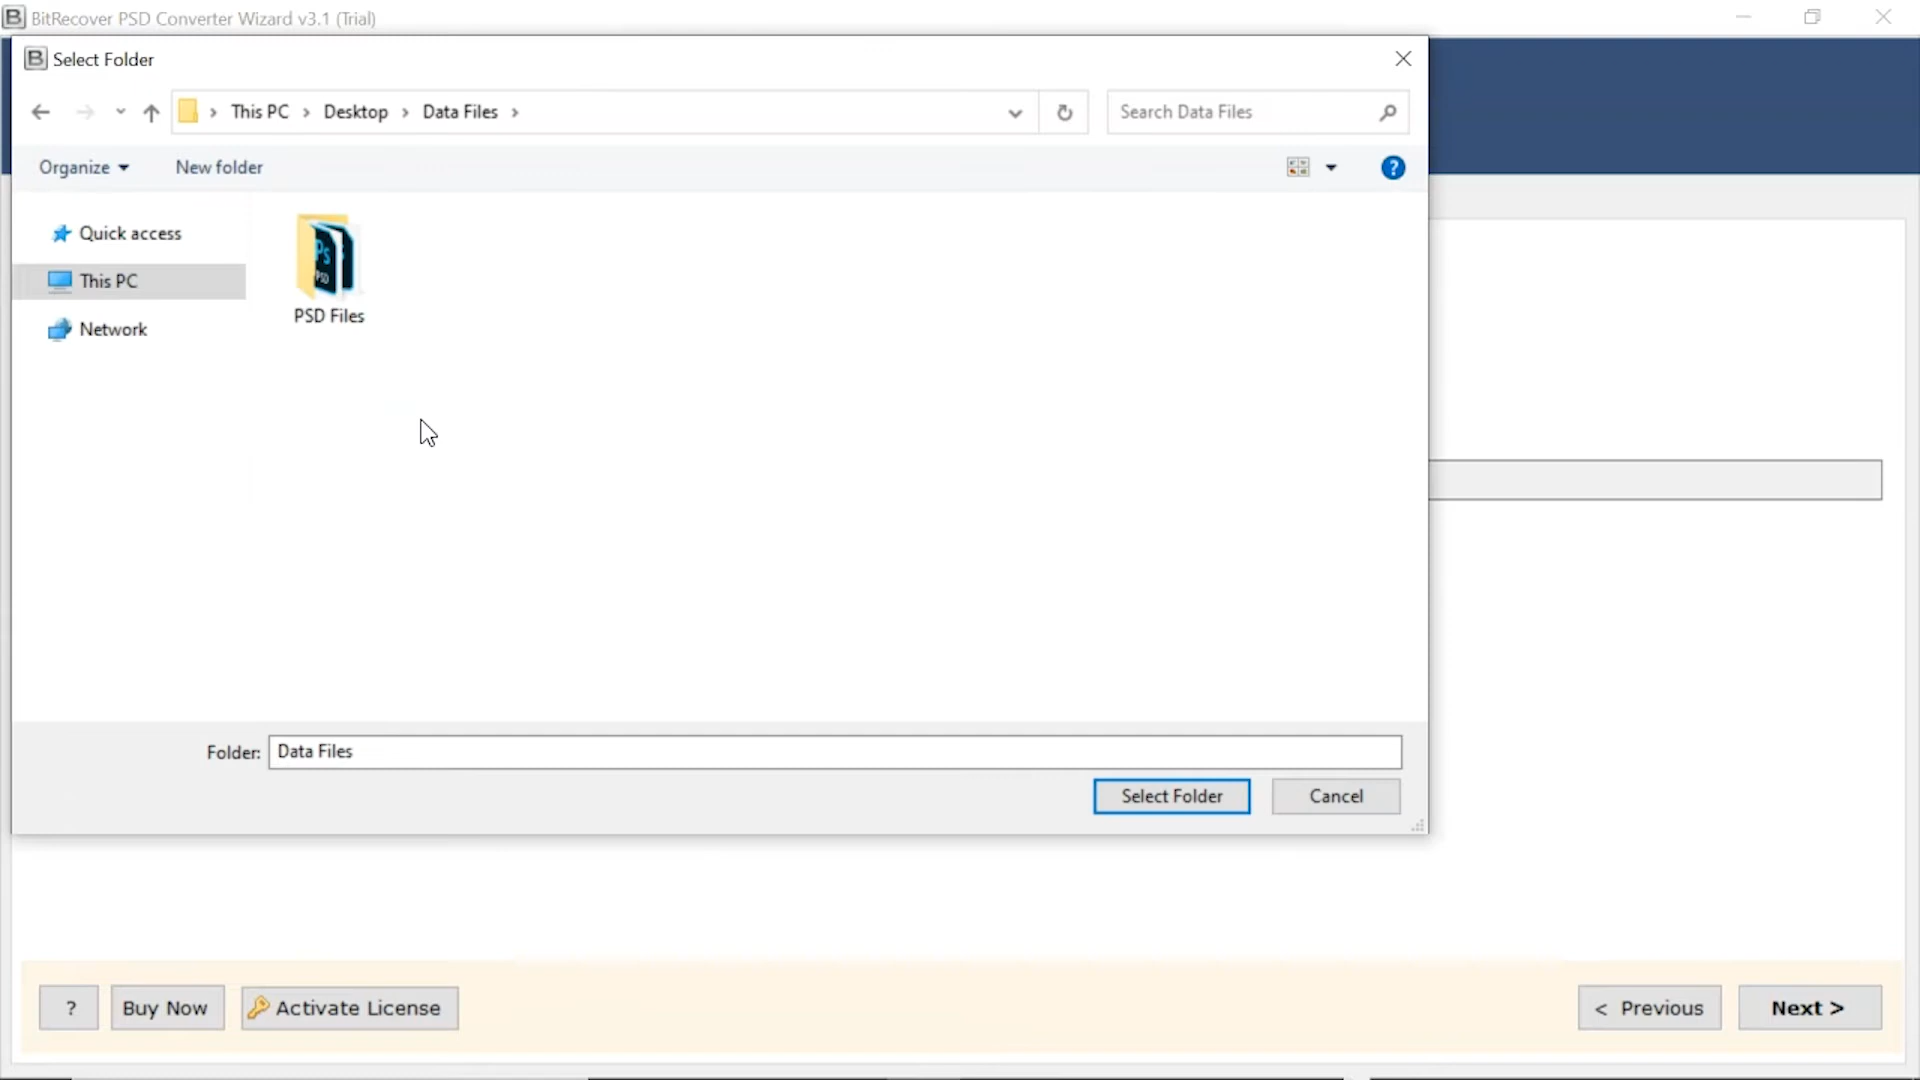 BitRecover PSD Converter Wizard v3.1 (Trial)
Select Folder
This PC > Desktop > Data Files >
Search Data Files
Organize
New folder
?
Quick access
This PC
Network
Ps
PSD
PSD Files
Folder:
Data Files
Select Folder
Cancel
?
Buy Now
Activate License
< Previous
Next >